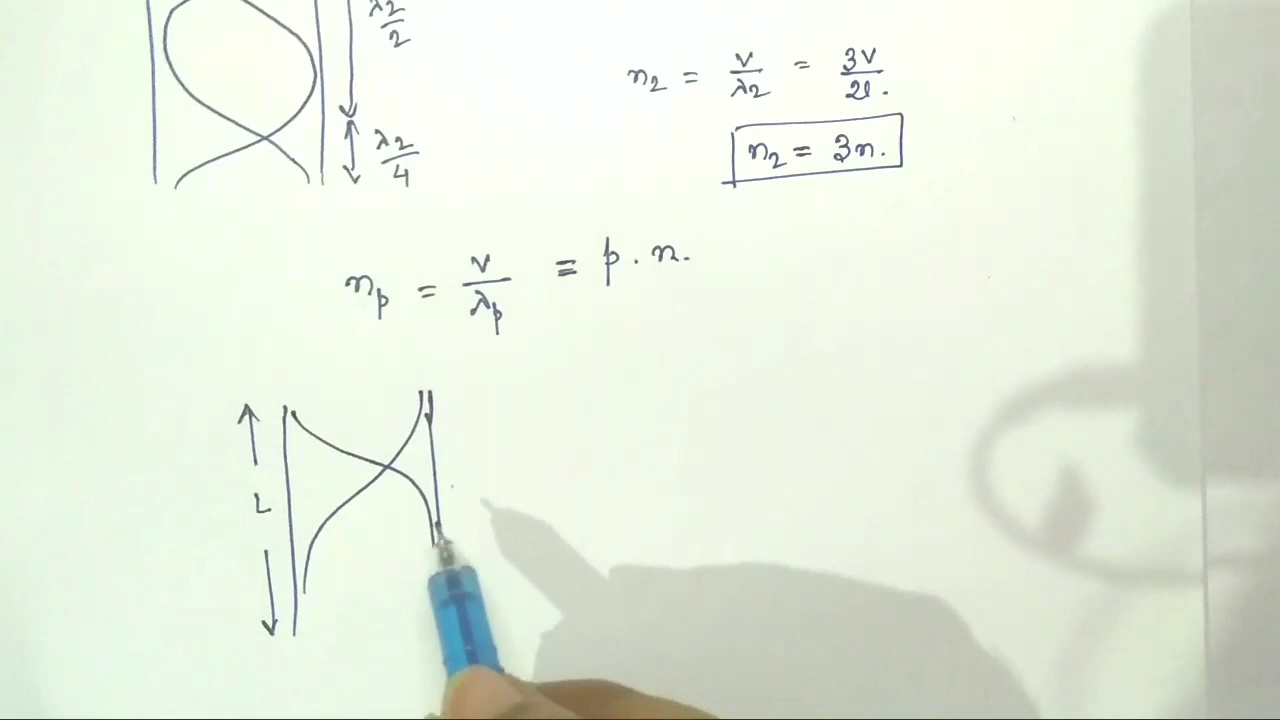 λ2/2
n2 = v/λ2 = 3v/2l.
λ2/4
n2 = 3n.
np = v/λp = p . n.
L